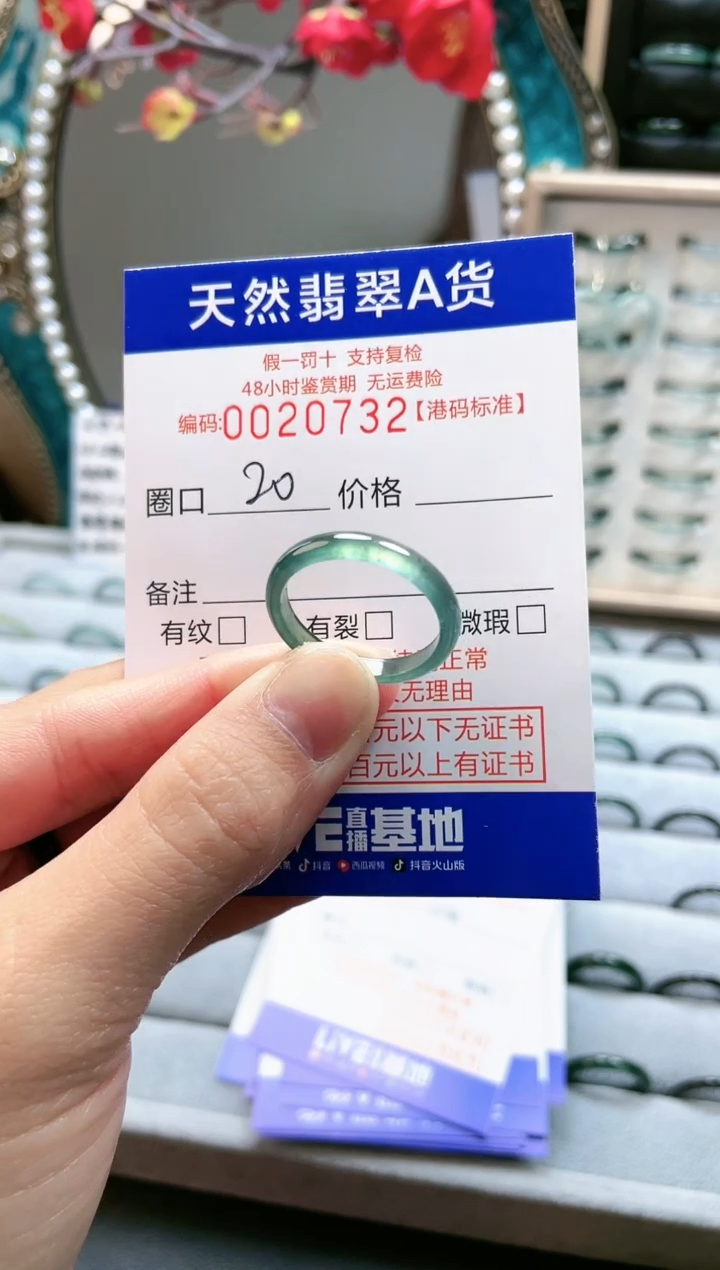 天然翡翠A货
假一罚十 支持复检
48小时鉴赏期 无运费险
编码:0020732【港码标准】
圈口 20 价格
备注
有纹□ 有裂□ 微瑕□
正常
无理由
元以下无证书
百元以上有证书
直播基地
抖音 西瓜视频 抖音火山版